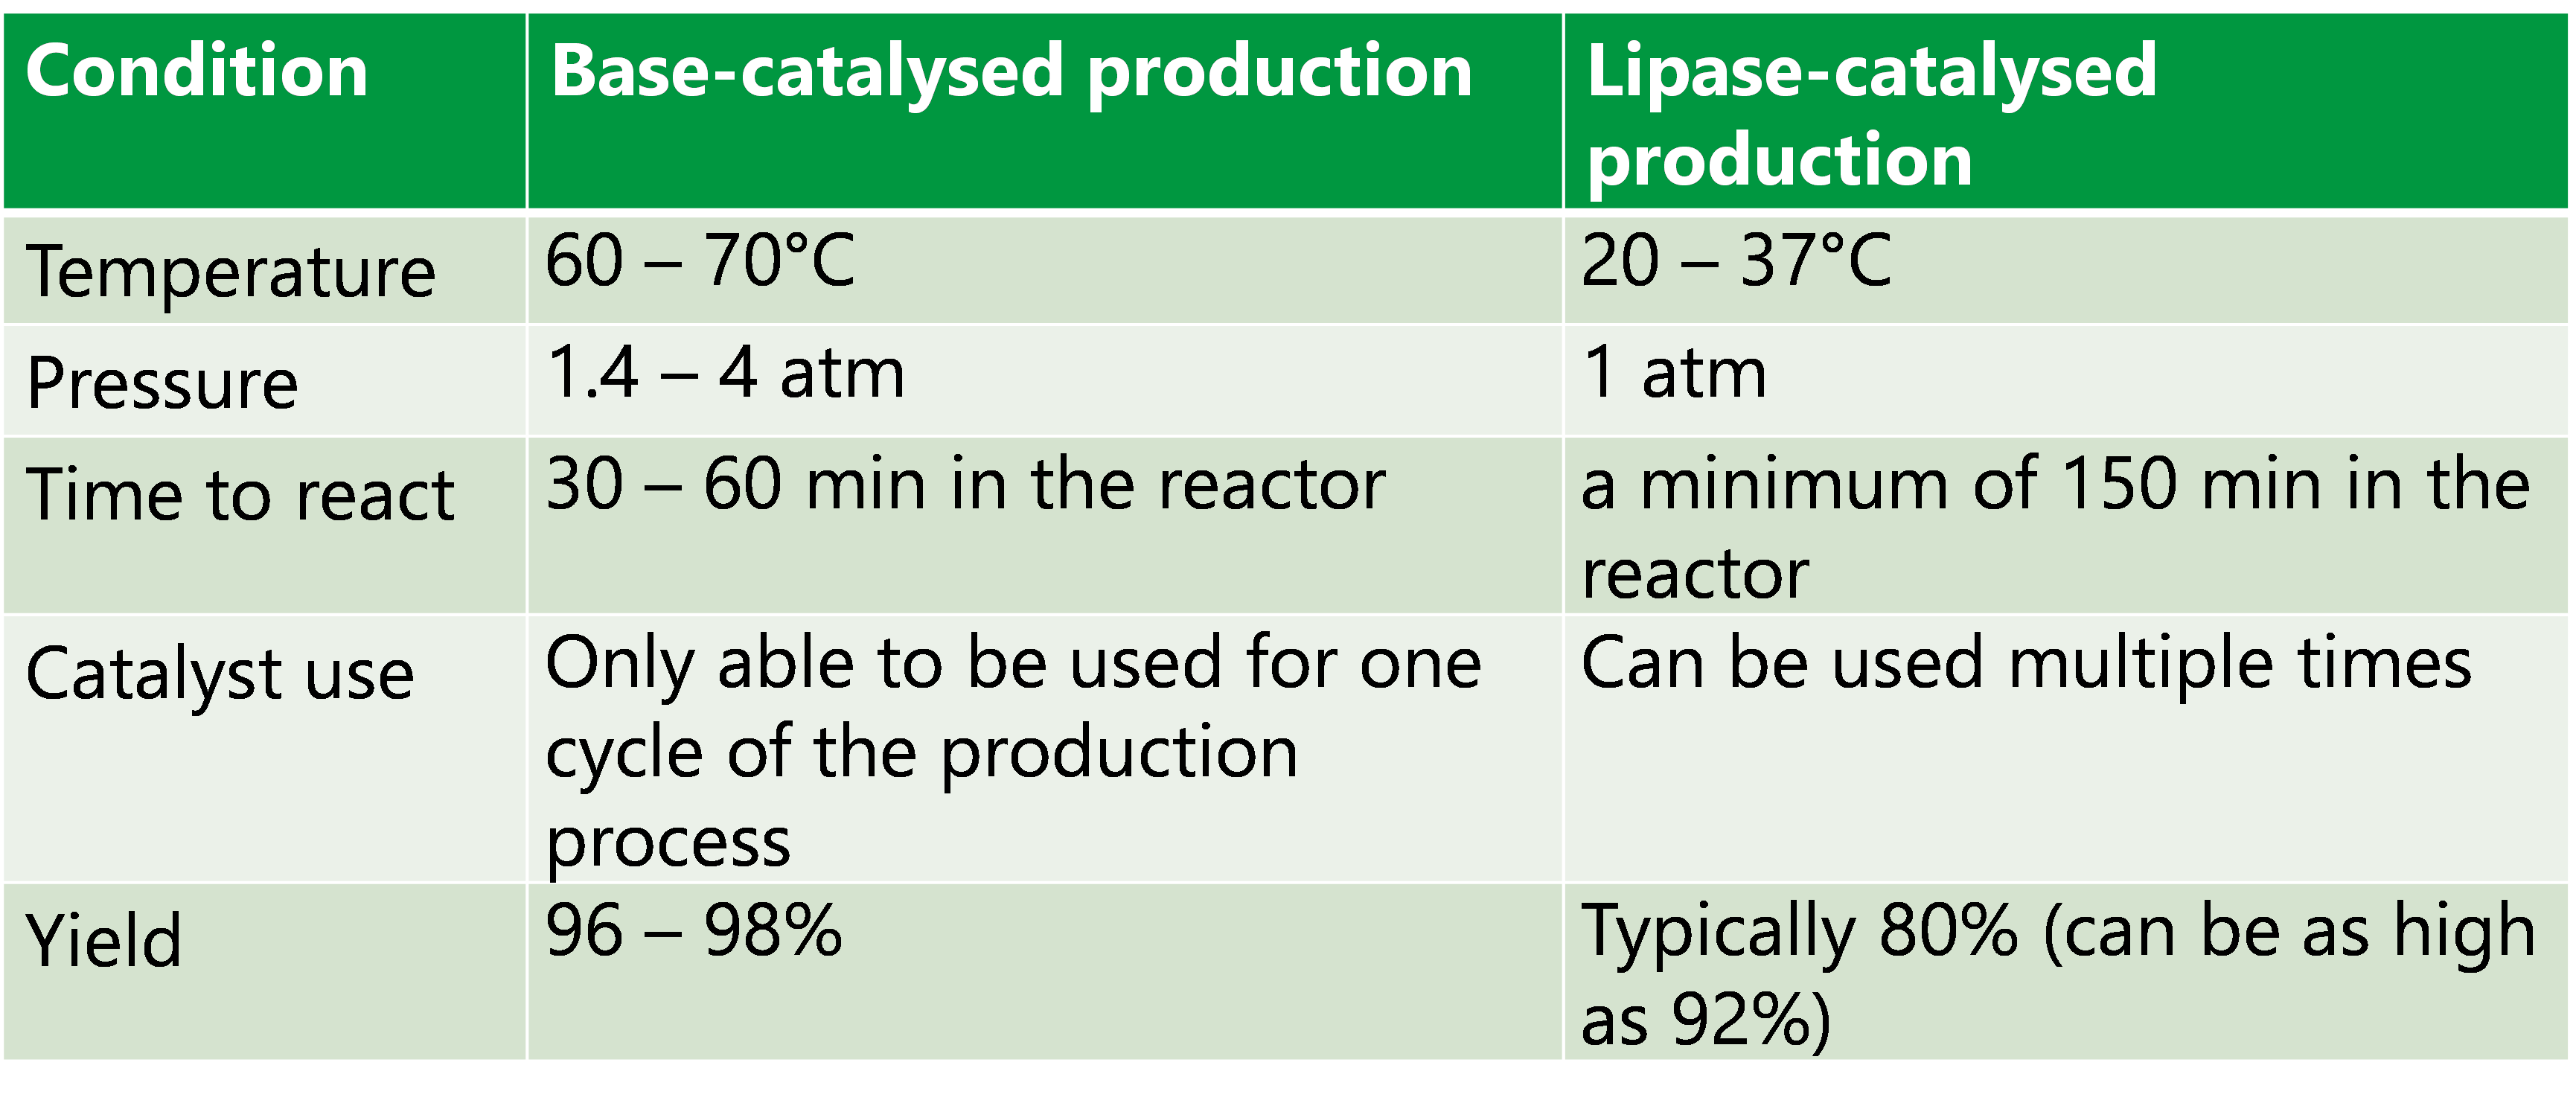 Condition
Base-catalysed production
Lipase-catalysed
production
Temperature
60 – 70°C
20 – 37°C
Pressure
1.4 – 4 atm
1 atm
Time to react
30 – 60 min in the reactor
a minimum of 150 min in the
reactor
Catalyst use
Only able to be used for one
cycle of the production
process
Can be used multiple times
Yield
96 – 98%
Typically 80% (can be as high
as 92%)